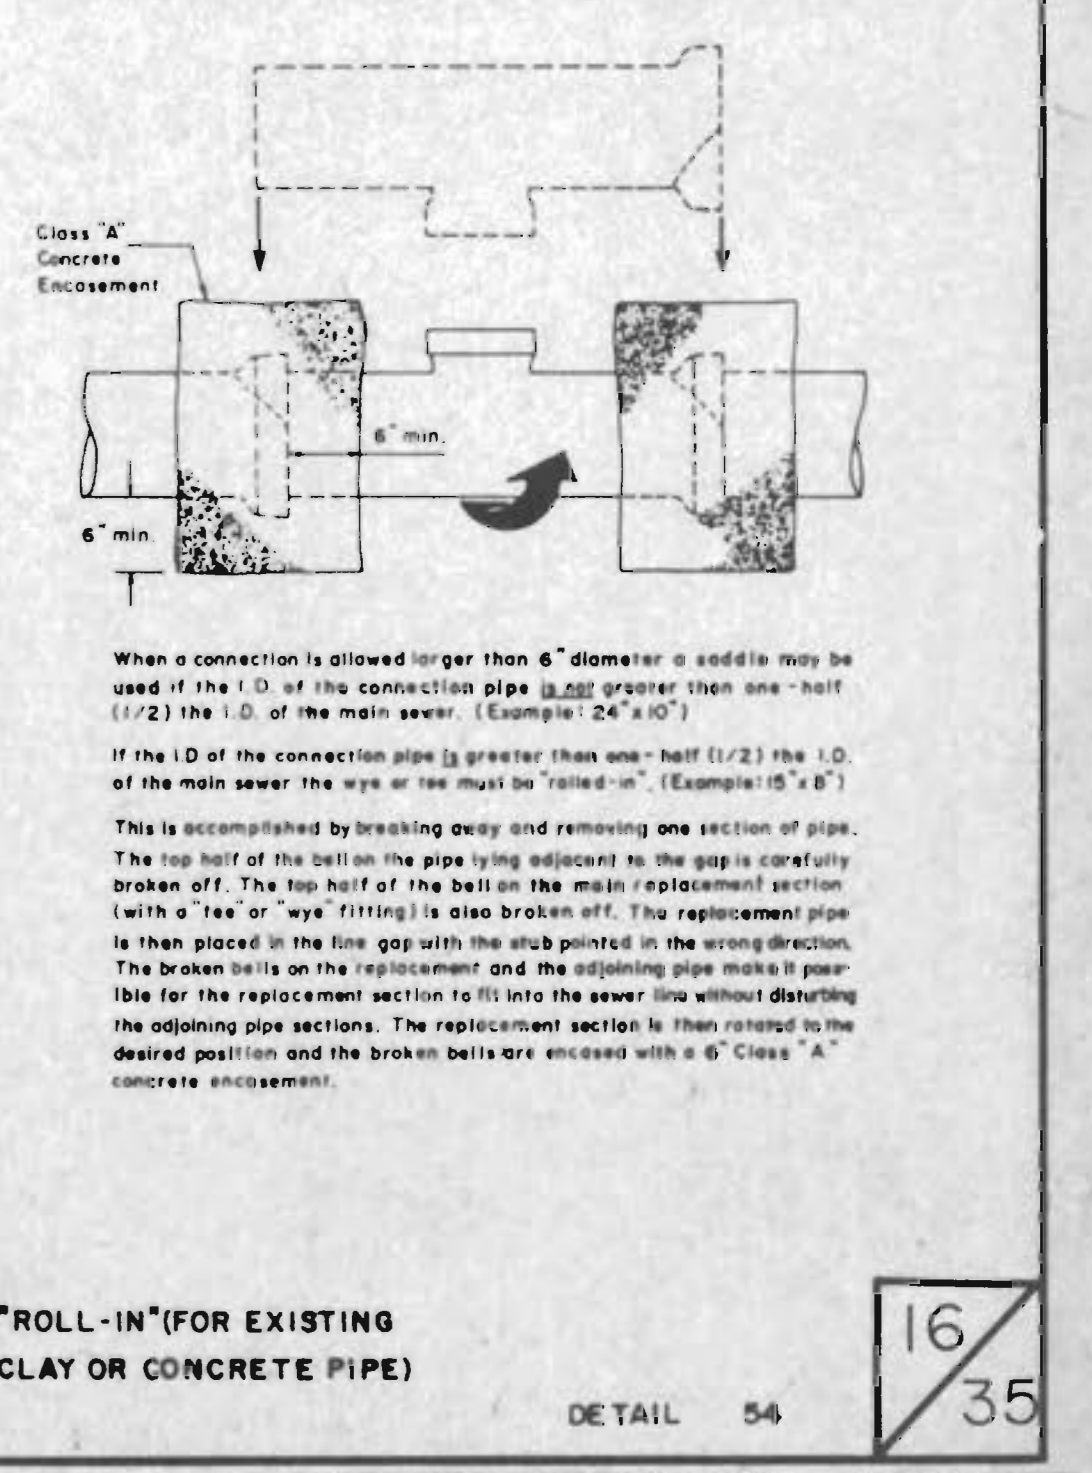 Class "A"
Concrete
Encasement
6" min.
6" min.
When a connection is allowed larger than 6" diameter a saddle may be
used if the I.D. of the connection pipe is not greater than one-half
(1/2) the I.D. of the main sewer. (Example: 24" x 10")
If the I.D of the connection pipe is greater than one-half (1/2) the I.D.
of the main sewer the wye or tee must be "rolled-in". (Example: 15" x 8")
This is accomplished by breaking away and removing one section of pipe.
The top half of the bell on the pipe lying adjacent to the gap is carefully
broken off. The top half of the bell on the main replacement section
(with a "tee" or "wye" fitting) is also broken off. The replacement pipe
is then placed in the line gap with the stub pointed in the wrong direction.
The broken bells on the replacement and the adjoining pipe make it poss-
ible for the replacement section to fit into the sewer line without disturbing
the adjoining pipe sections. The replacement section is then rotated to the
desired position and the broken bells are encased with a 6" Class "A"
concrete encasement.
"ROLL-IN" (FOR EXISTING
CLAY OR CONCRETE PIPE)
DETAIL 54
16
35